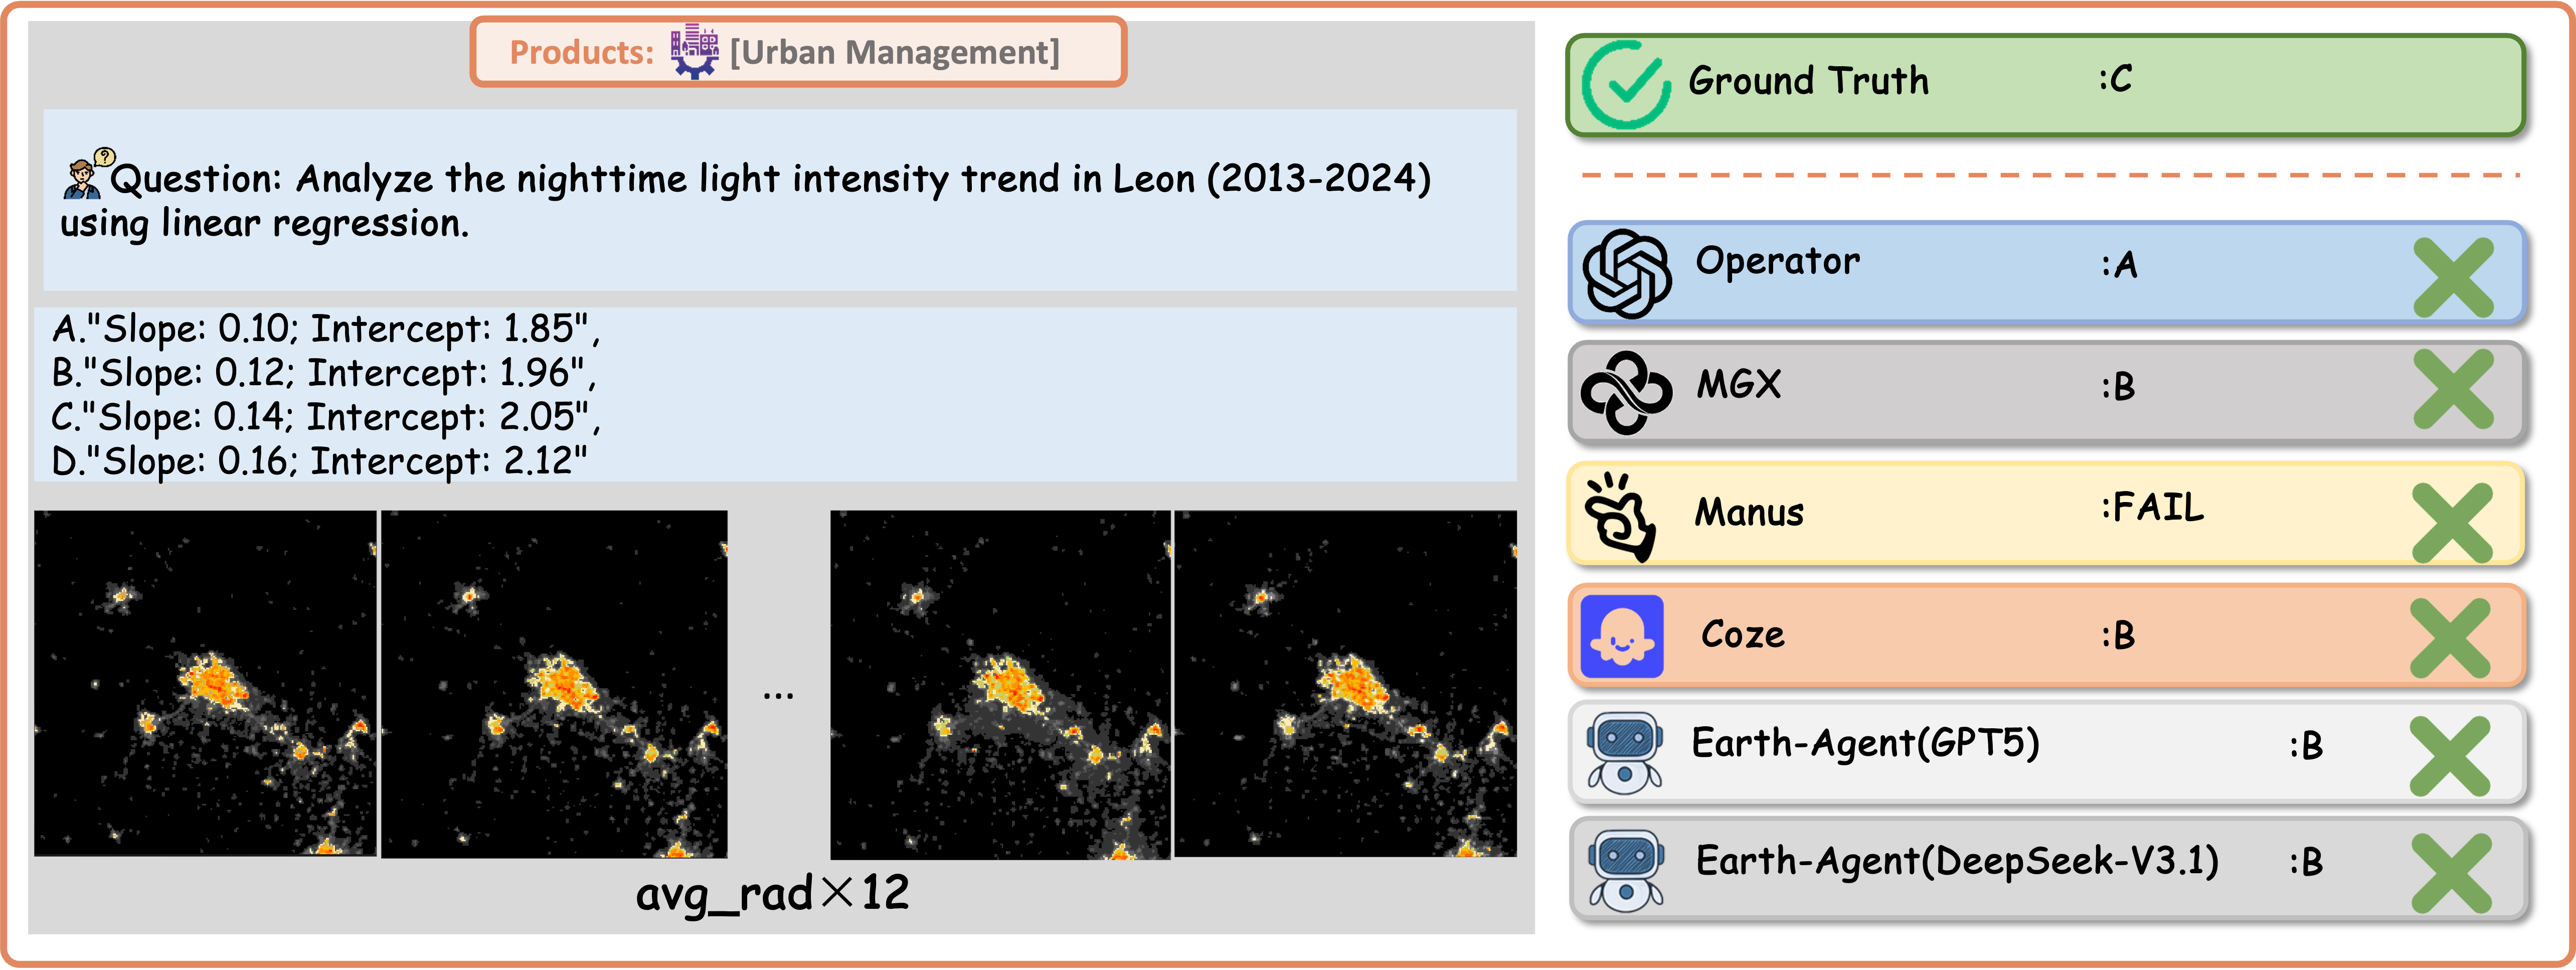 Products: [Urban Management]
Question: Analyze the nighttime light intensity trend in Leon (2013-2024)
using linear regression.
A."Slope: 0.10; Intercept: 1.85",
B."Slope: 0.12; Intercept: 1.96",
C."Slope: 0.14; Intercept: 2.05",
D."Slope: 0.16; Intercept: 2.12"
...
avg_rad×12
Ground Truth :C
Operator :A
MGX :B
Manus :FAIL
Coze :B
Earth-Agent(GPT5) :B
Earth-Agent(DeepSeek-V3.1) :B